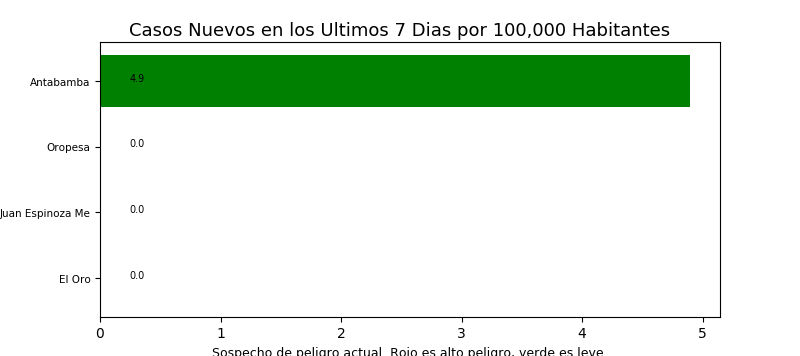 Casos Nuevos en los Ultimos 7 Dias por 100,000 Habitantes
Antabamba 4.9
Oropesa 0.0
Juan Espinoza Me 0.0
El Oro 0.0
0 1 2 3 4 5
Sospecho de peligro actual. Rojo es alto peligro, verde es leve